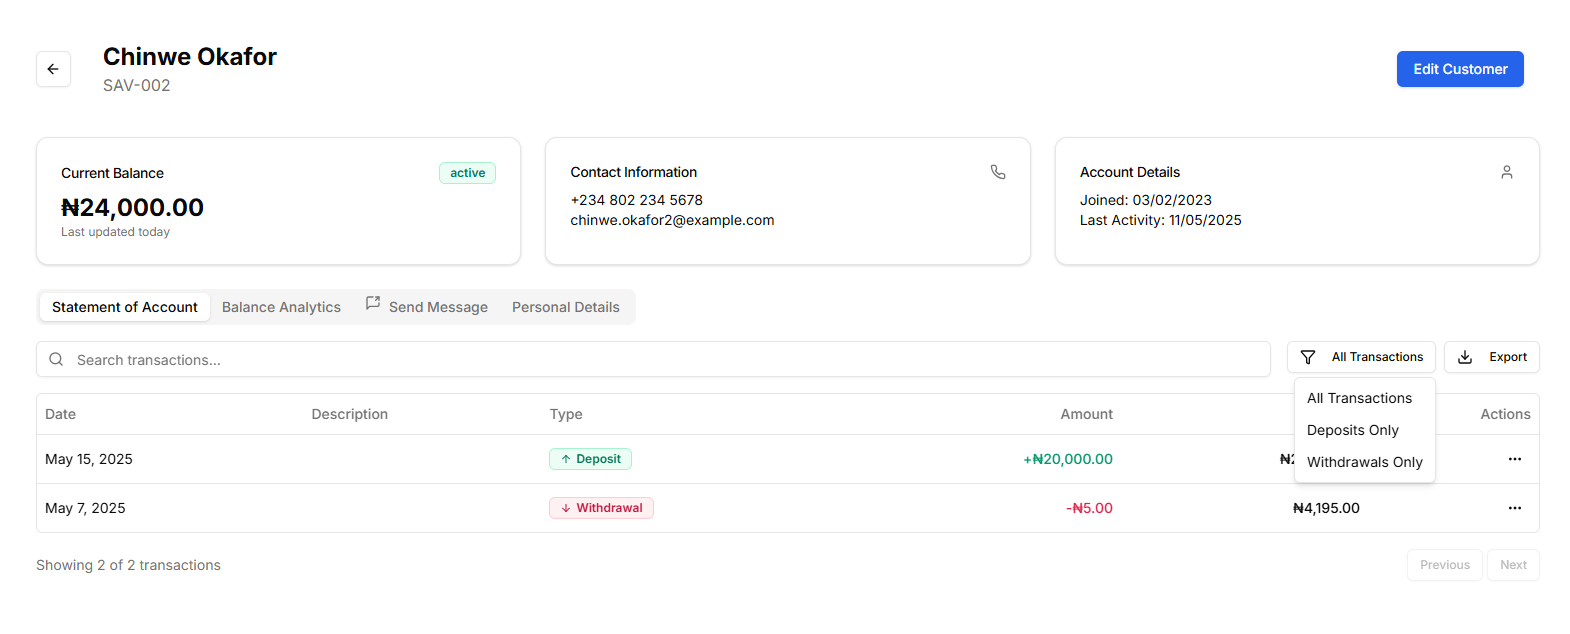 Chinwe Okafor
SAV-002
Edit Customer
Current Balance
active
₦24,000.00
Last updated today
Contact Information
+234 802 234 5678
chinwe.okafor2@example.com
Account Details
Joined: 03/02/2023
Last Activity: 11/05/2025
Statement of Account Balance Analytics Send Message Personal Details
Search transactions...
All Transactions
Export
All Transactions
Deposits Only
Withdrawals Only
Date Description Type Amount Actions
May 15, 2025 Deposit +₦20,000.00
May 7, 2025 Withdrawal -₦5.00 ₦4,195.00
Showing 2 of 2 transactions
Previous Next